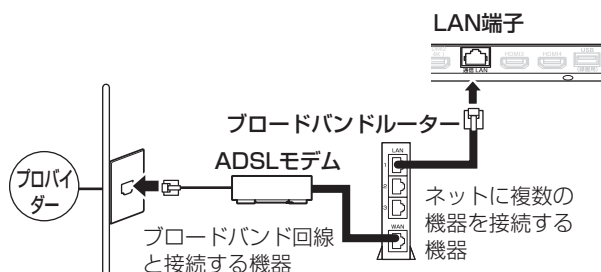 LAN端子
HDMI3
HDMI4
USB
通信 LAN
ブロードバンドルーター
ADSLモデム
LAN
1
2
3
WAN
プロバイ
ダー
ネットに複数の
機器を接続する
機器
ブロードバンド回線
と接続する機器